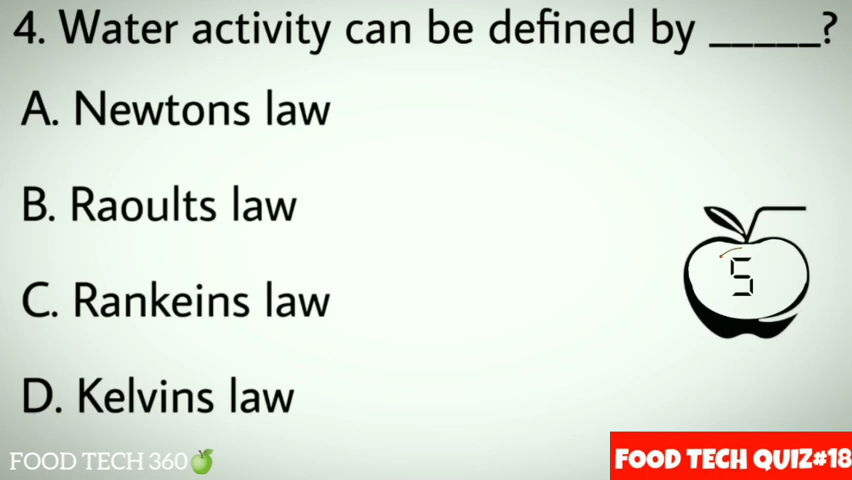 4. Water activity can be defined by _____?
A. Newtons law
B. Raoults law
C. Rankeins law
D. Kelvins law
5
FOOD TECH 360
FOOD TECH QUIZ#18